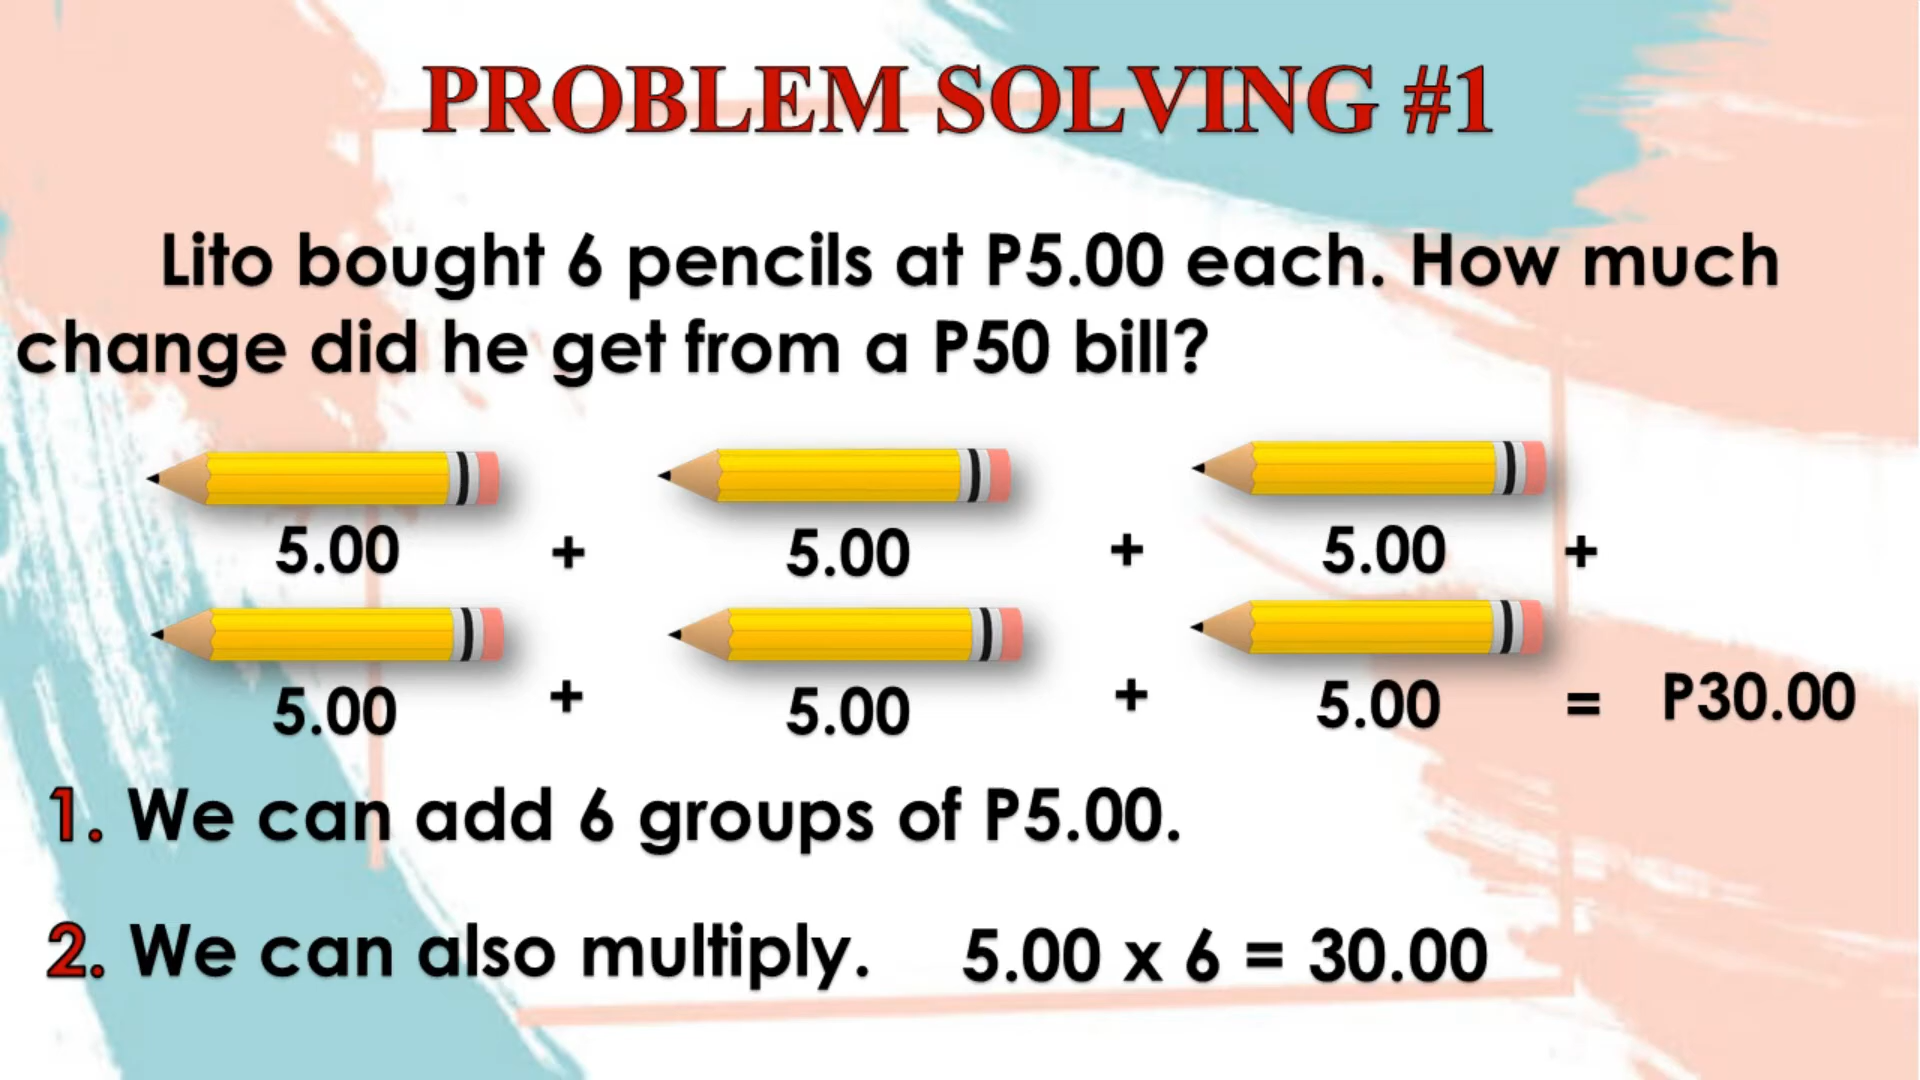 PROBLEM SOLVING #1
Lito bought 6 pencils at P5.00 each. How much
change did he get from a P50 bill?
5.00 + 5.00 + 5.00 +
5.00 + 5.00 + 5.00 = P30.00
1. We can add 6 groups of P5.00.
2. We can also multiply. 5.00 x 6 = 30.00